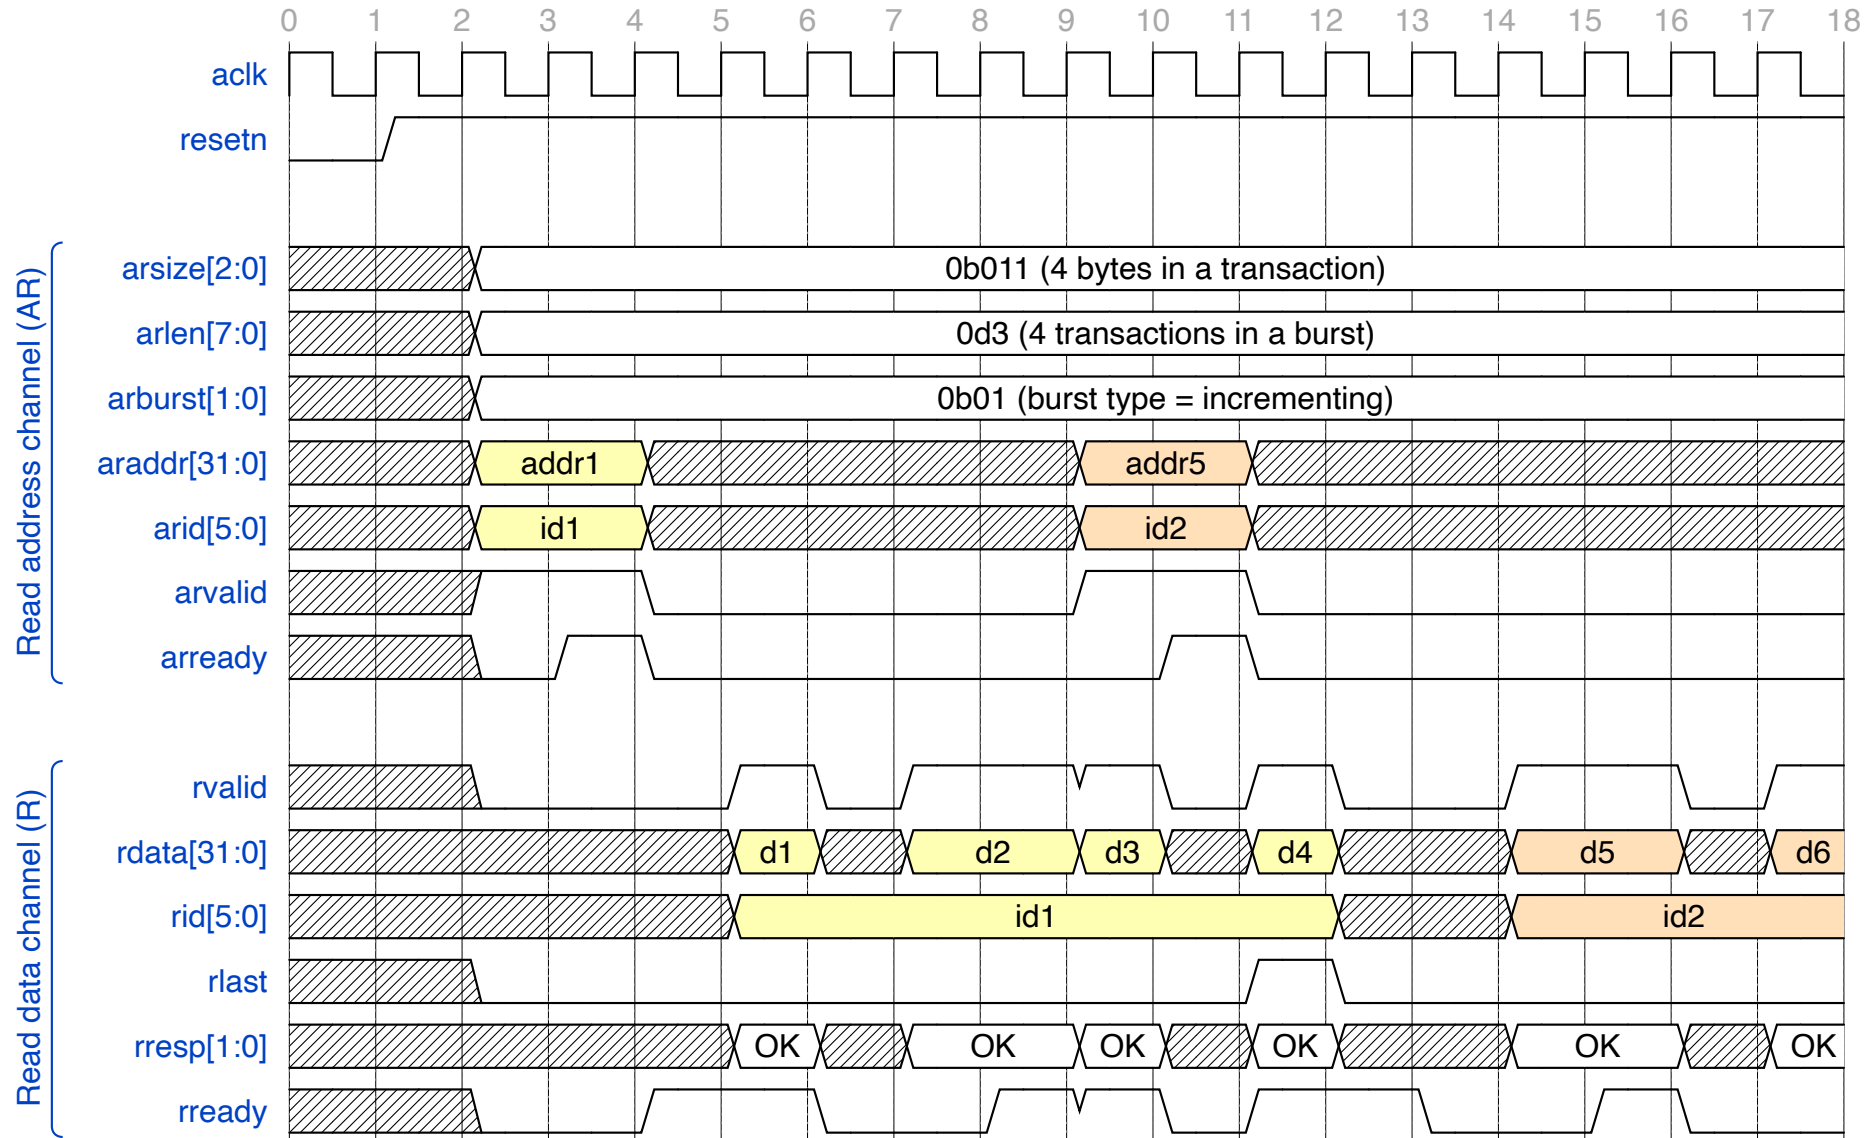 0 1 2 3 4 5 6 7 8 9 10 11 12 13 14 15 16 17 18
aclk
resetn
Read address channel (AR)
arsize[2:0] 0b011 (4 bytes in a transaction)
arlen[7:0] 0d3 (4 transactions in a burst)
arburst[1:0] 0b01 (burst type = incrementing)
araddr[31:0] addr1 addr5
arid[5:0] id1 id2
arvalid
arready
Read data channel (R)
rvalid
rdata[31:0] d1 d2 d3 d4 d5 d6
rid[5:0] id1 id2
rlast
rresp[1:0] OK OK OK OK OK OK
rready